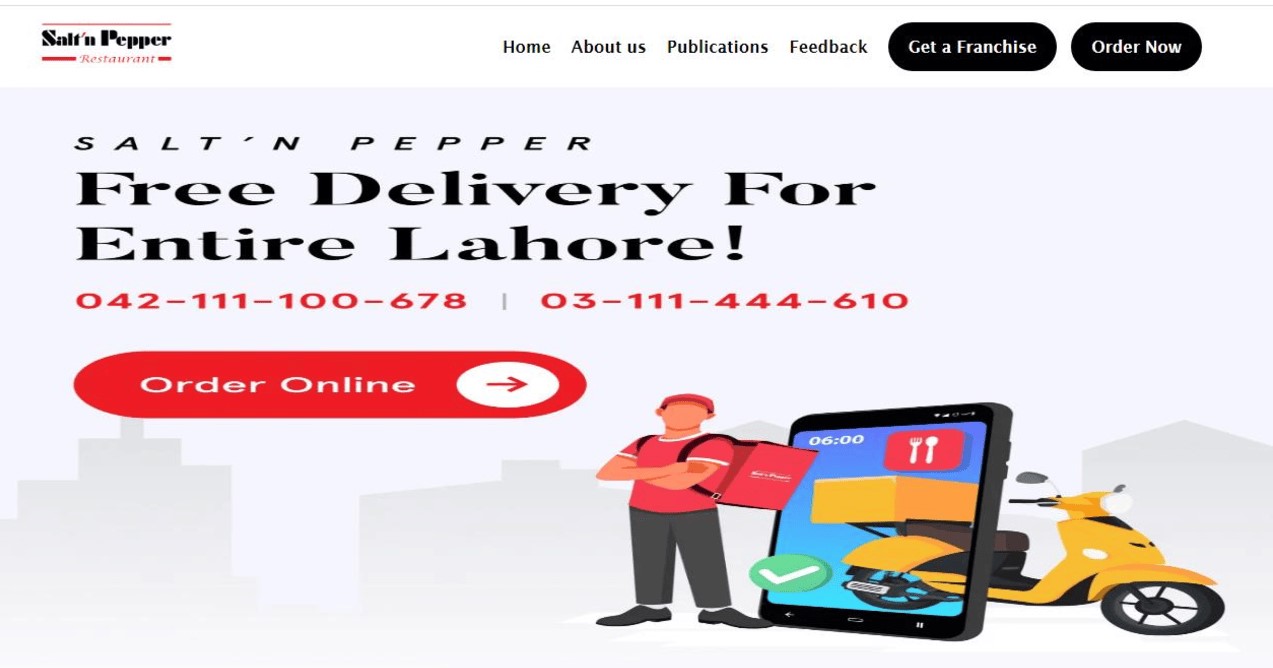 Salt'n Pepper
Restaurant
Home About us Publications Feedback Get a Franchise Order Now
SALT'N PEPPER
Free Delivery For
Entire Lahore!
042-111-100-678 | 03-111-444-610
Order Online
06:00
Salt'n Pepper